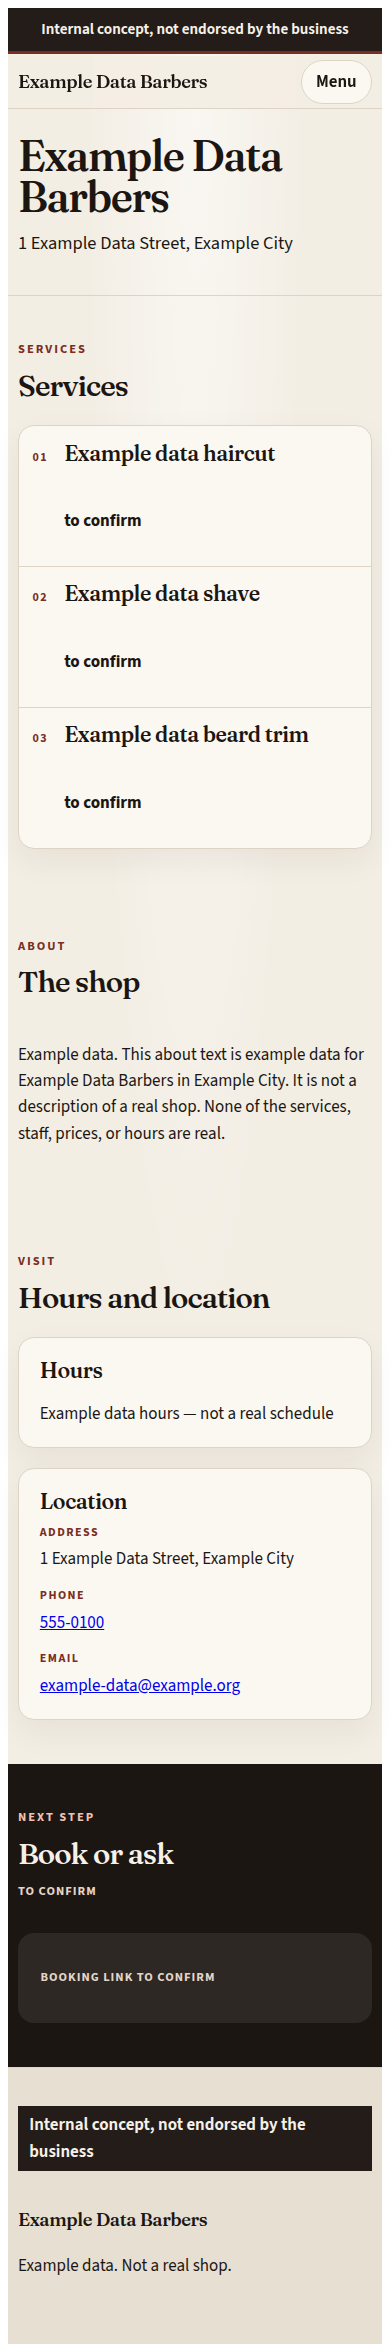 Internal concept, not endorsed by the business
Example Data Barbers
Menu
Example Data
Barbers
1 Example Data Street, Example City
SERVICES
Services
01 Example data haircut
to confirm
02 Example data shave
to confirm
03 Example data beard trim
to confirm
ABOUT
The shop
Example data. This about text is example data for
Example Data Barbers in Example City. It is not a
description of a real shop. None of the services,
staff, prices, or hours are real.
VISIT
Hours and location
Hours
Example data hours — not a real schedule
Location
ADDRESS
1 Example Data Street, Example City
PHONE
555-0100
EMAIL
example-data@example.org
NEXT STEP
Book or ask
TO CONFIRM
BOOKING LINK TO CONFIRM
Internal concept, not endorsed by the
business
Example Data Barbers
Example data. Not a real shop.